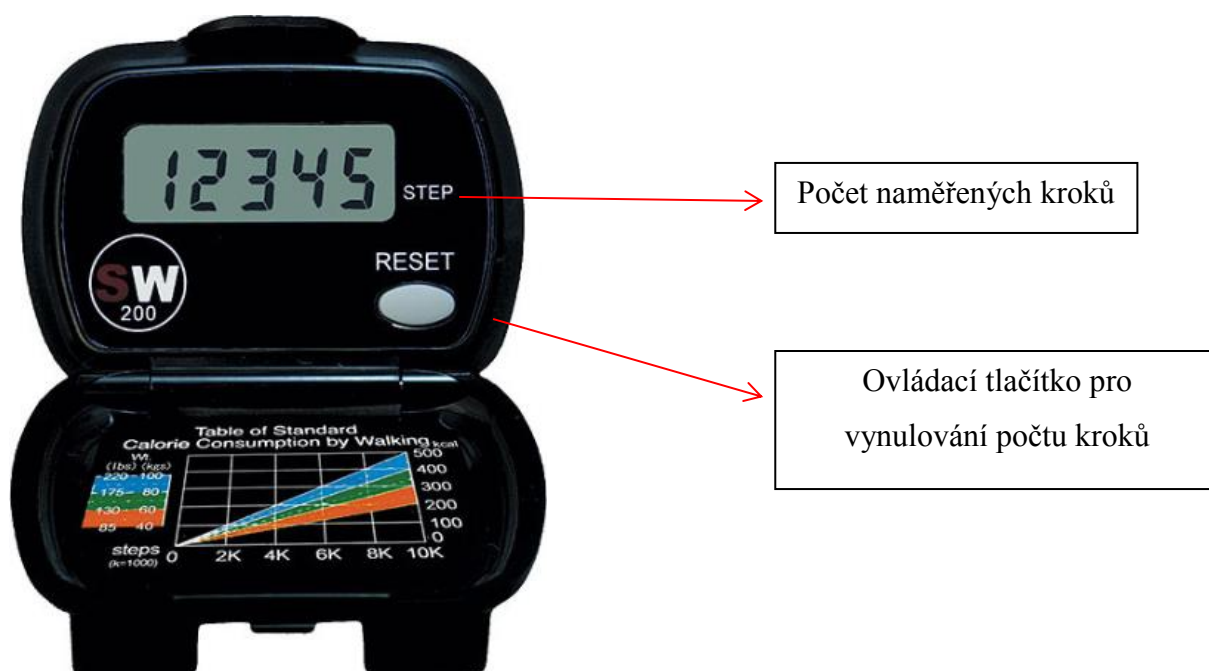 12345
STEP
RESET
SW
200
Počet naměřených kroků
Ovládací tlačítko pro
vynulování počtu kroků
Table of Standard
Calorie Consumption by Walking
kcal
Wt.
(lbs) (kgs)
220 100
175 80
130 60
85 40
500
400
300
200
100
0
steps
(k=1000)
0 2K 4K 6K 8K 10K